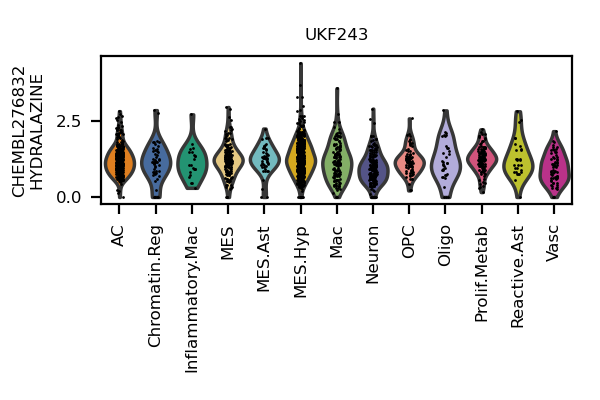 UKF243
CHEMBL276832
HYDRALAZINE
2.5
0.0
AC
Chromatin.Reg
Inflammatory.Mac
MES
MES.Ast
MES.Hyp
Mac
Neuron
OPC
Oligo
Prolif.Metab
Reactive.Ast
Vasc